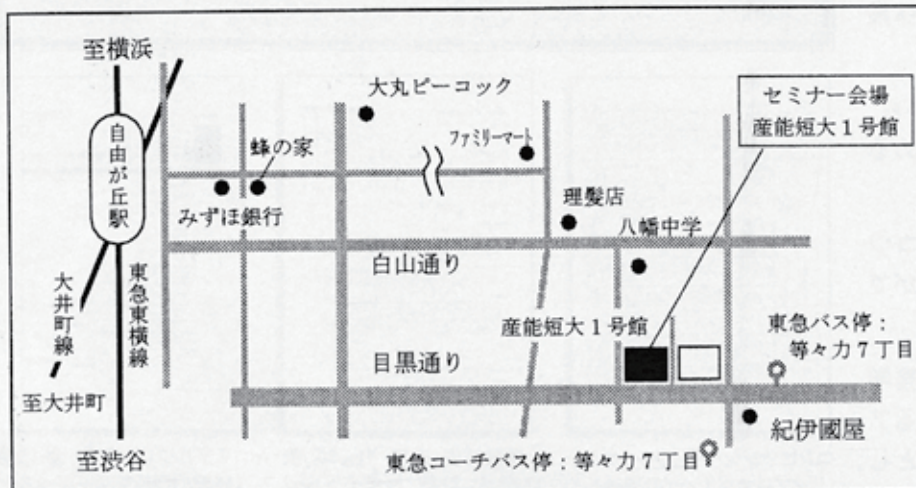 至横浜
自由が丘駅
大井町線
東急東横線
至大井町
至渋谷
大丸ピーコック
ファミリーマート
蜂の家
みずほ銀行
理髪店
八幡中学
白山通り
産能短大1号館
目黒通り
セミナー会場
産能短大1号館
東急バス停:
等々力7丁目
紀伊國屋
東急コーチバス停:等々力7丁目